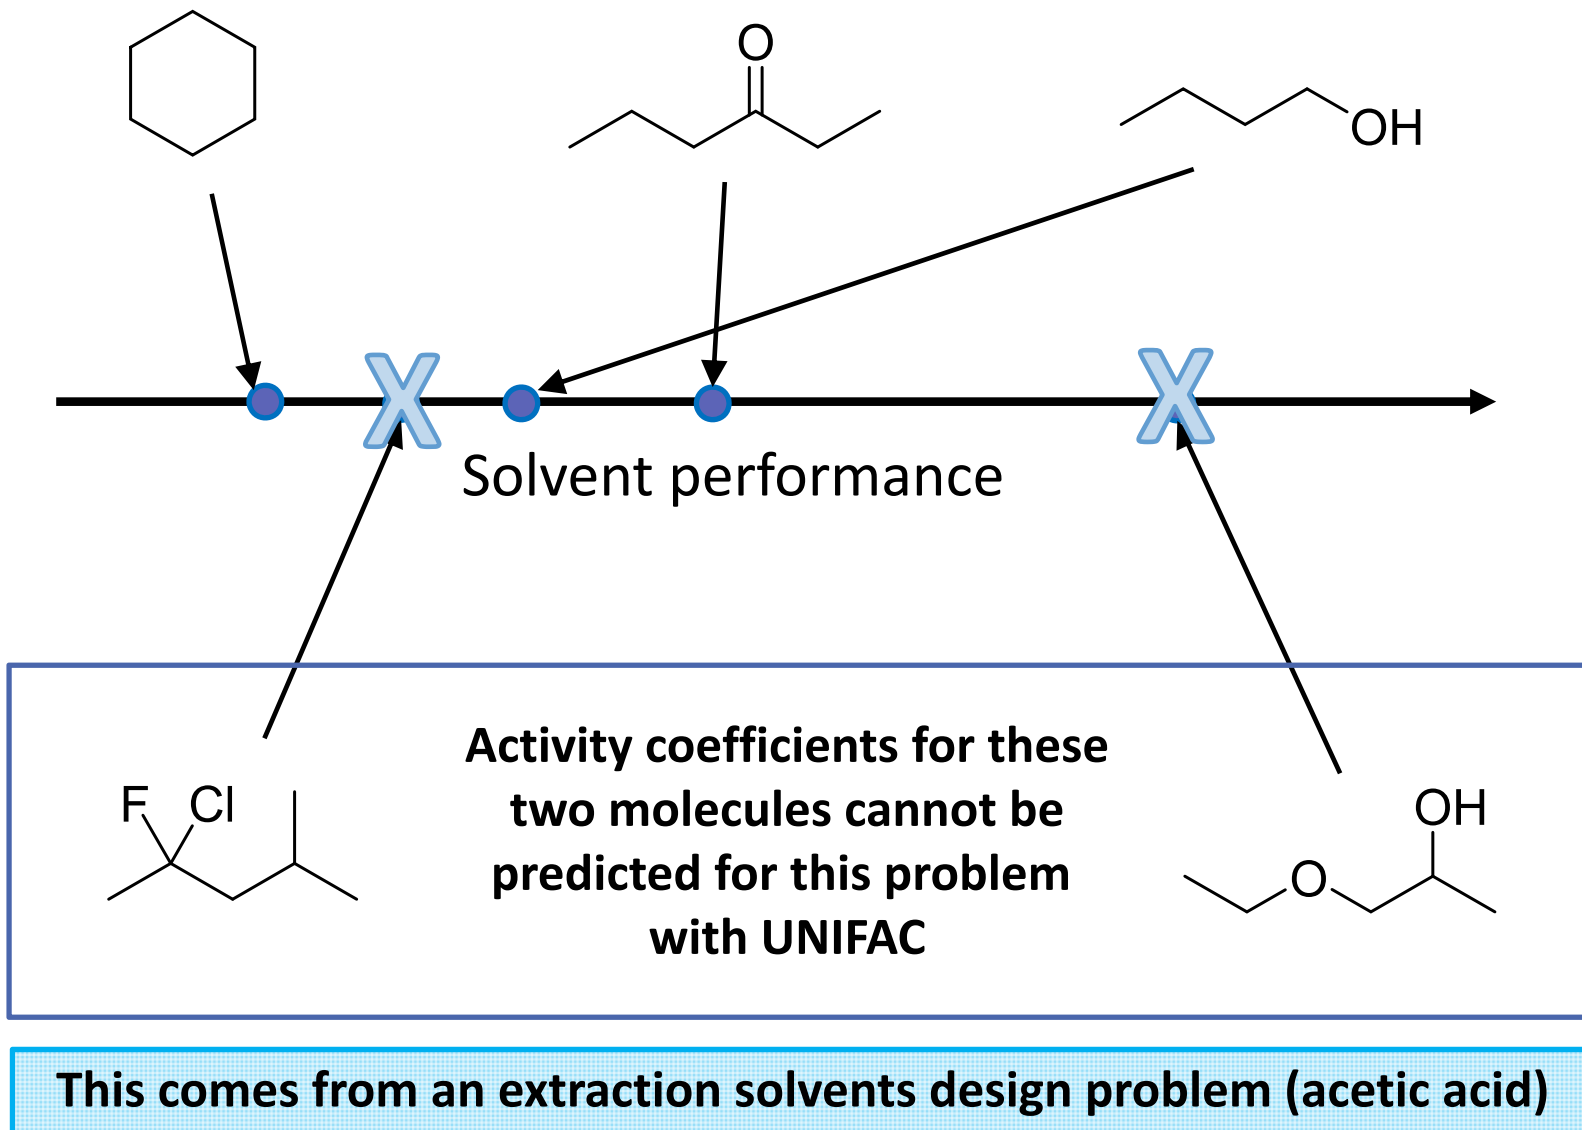 O
OH
Solvent performance
Activity coefficients for these
two molecules cannot be
predicted for this problem
with UNIFAC
F Cl
OH
O
This comes from an extraction solvents design problem (acetic acid)